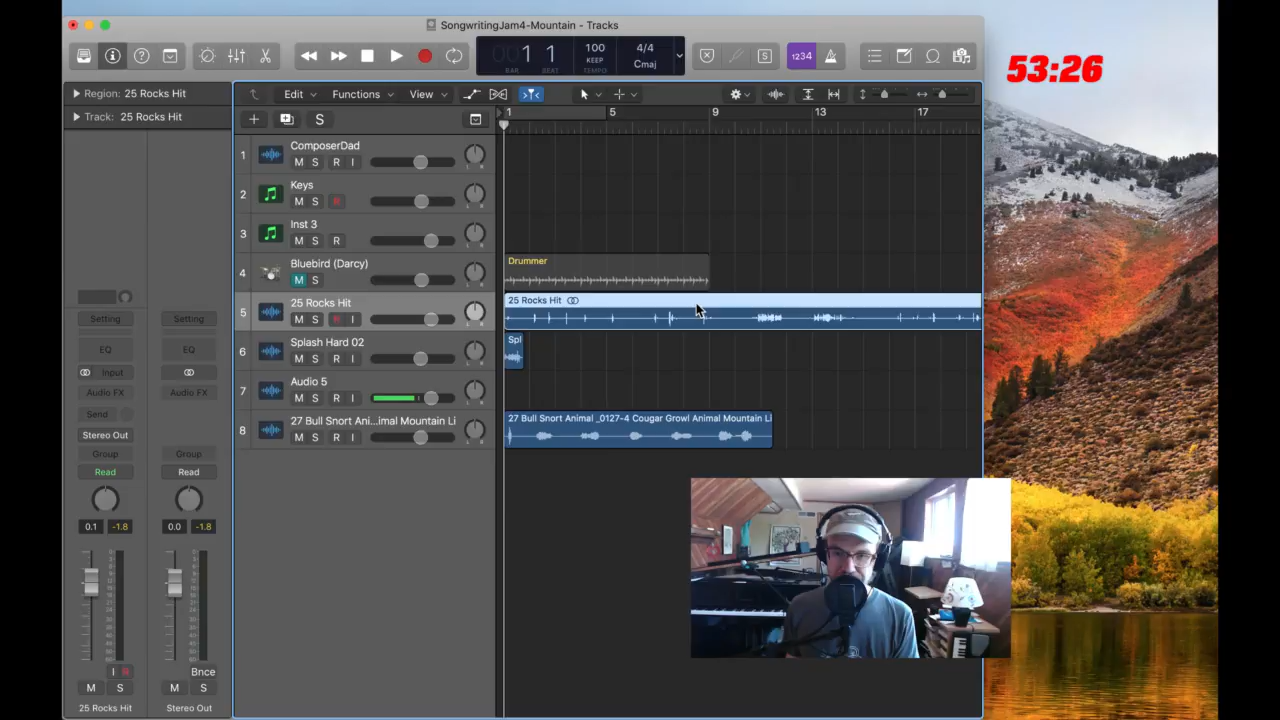 SongwritingJam4-Mountain - Tracks
001 1
BAR BEAT
100
KEEP
TEMPO
4/4
Cmaj
1234
53:26
Region: 25 Rocks Hit
Track: 25 Rocks Hit
Edit Functions View
1 5 9 13 17
1 ComposerDad
M S R I
2 Keys
M S R
3 Inst 3
M S R
4 Bluebird (Darcy)
M S
Drummer
5 25 Rocks Hit
M S R I
25 Rocks Hit
6 Splash Hard 02
M S R I
Spl
7 Audio 5
M S R I
8 27 Bull Snort Ani...imal Mountain Li
M S R I
27 Bull Snort Animal _0127-4 Cougar Growl Animal Mountain Li
Setting Setting
EQ EQ
Input
Audio FX Audio FX
Send
Stereo Out
Group Group
Read Read
0.1 -1.8 0.0 -1.8
I R Bnce
M S M S
25 Rocks Hit Stereo Out